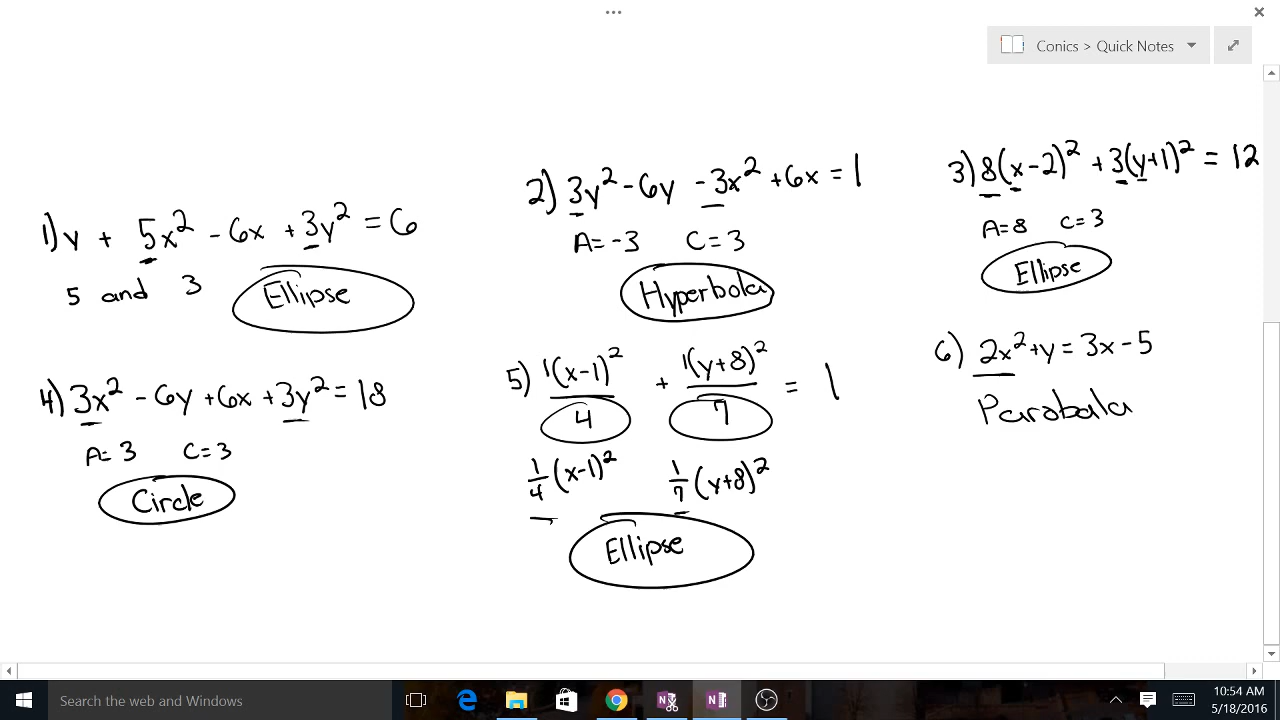 Conics > Quick Notes
1) y + 5x² - 6x + 3y² = 6
5 and 3 Ellipse
2) 3y² - 6y - 3x² + 6x = 1
A = -3 C = 3
Hyperbola
3) 8(x-2)² + 3(y+1)² = 12
A = 8 C = 3
Ellipse
4) 3x² - 6y + 6x + 3y² = 18
A = 3 C = 3
Circle
5) 1(x-1)²/4 + 1(y+8)²/7 = 1
1/4 (x-1)² 1/7 (y+8)²
Ellipse
6) 2x² + y = 3x - 5
Parabala
Search the web and Windows
10:54 AM
5/18/2016